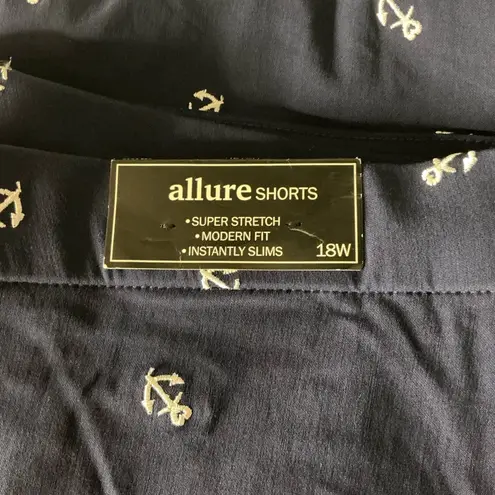 allure SHORTS
•SUPER STRETCH
•MODERN FIT
•INSTANTLY SLIMS 18W